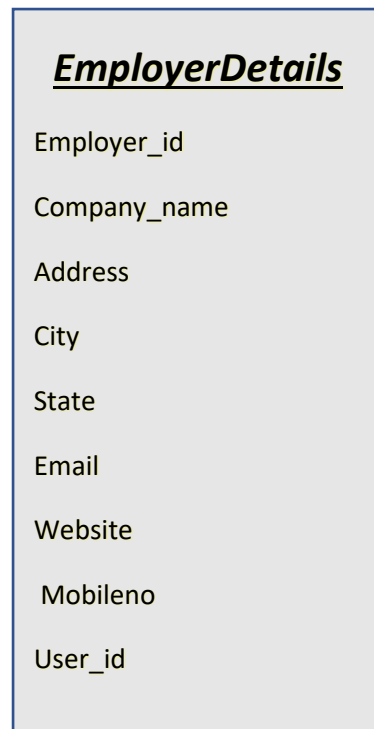 EmployerDetails
Employer_id
Company_name
Address
City
State
Email
Website
Mobileno
User_id